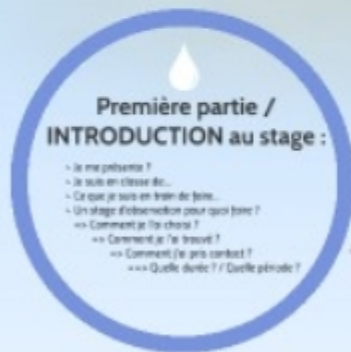 Première partie /
INTRODUCTION au stage :
- Je me présente ?
- Je suis en classe de...
- Ce que je suis en train de faire...
- Un stage d'observation pour quoi faire ?
=> Comment je l'ai choisi ?
=> Comment je l'ai trouvé ?
=> Comment j'ai pris contact ?
==> Quelle durée ? / Quelle période ?